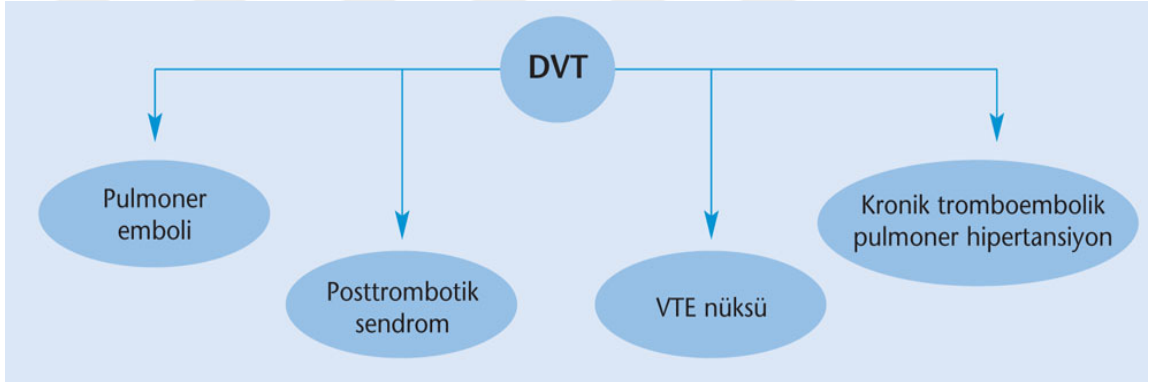 DVT
Pulmoner
emboli
Posttrombotik
sendrom
VTE nüksü
Kronik tromboembolik
pulmoner hipertansiyon